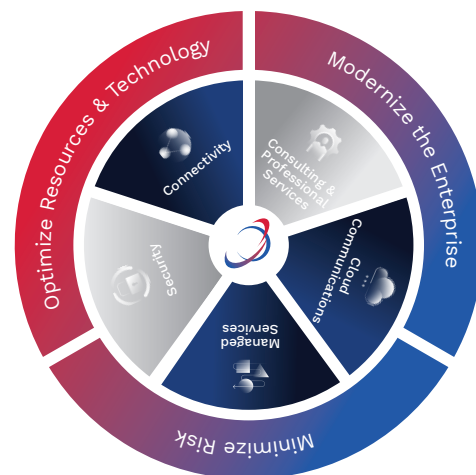 Optimize Resources & Technology
Modernize the Enterprise
Minimize Risk
Connectivity
Consulting &
Professional
Services
Cloud
Communications
Managed
Services
Security